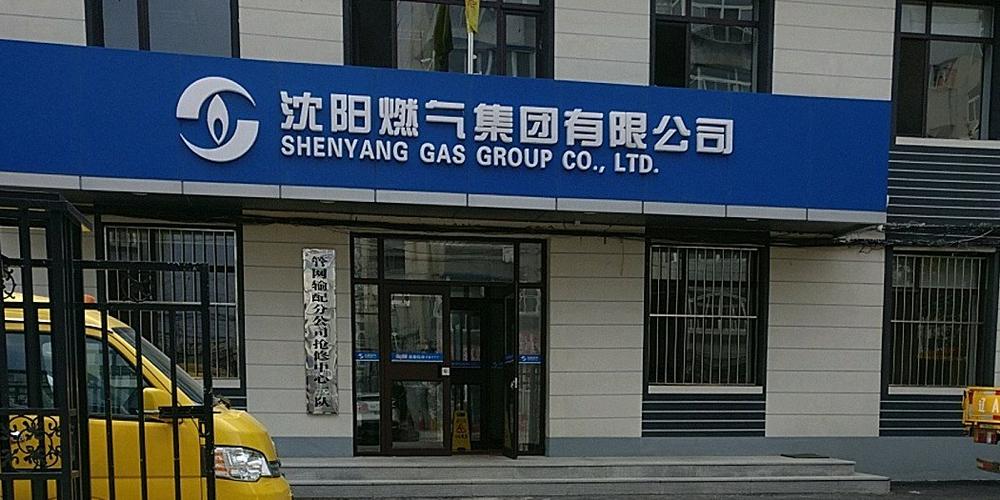 沈阳燃气集团有限公司
SHENYANG GAS GROUP CO., LTD.
管网输配分公司抢修中心